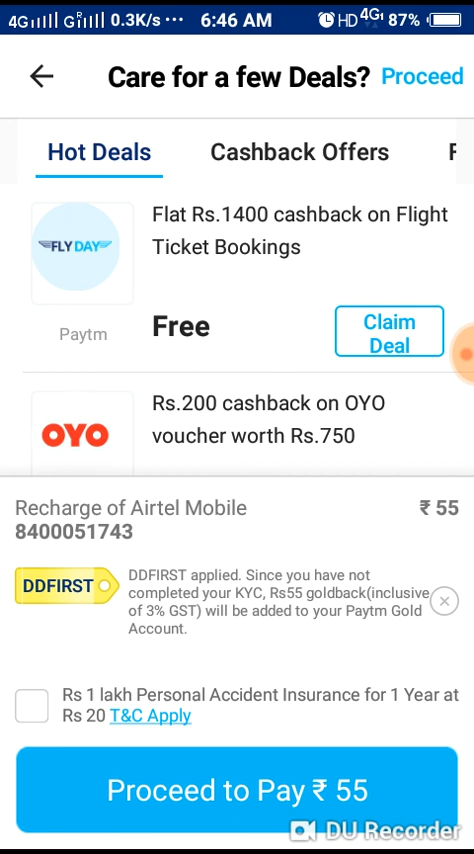 4G G R 0.3K/s ··· 6:46 AM HD 4G 87%
← Care for a few Deals? Proceed
Hot Deals Cashback Offers F
FLYDAY
Flat Rs.1400 cashback on Flight
Ticket Bookings
Paytm
Free
Claim
Deal
OYO
Rs.200 cashback on OYO
voucher worth Rs.750
Recharge of Airtel Mobile ₹ 55
8400051743
DDFIRST
DDFIRST applied. Since you have not
completed your KYC, Rs55 goldback(inclusive
of 3% GST) will be added to your Paytm Gold
Account.
Rs 1 lakh Personal Accident Insurance for 1 Year at
Rs 20 T&C Apply
Proceed to Pay ₹ 55
DU Recorder